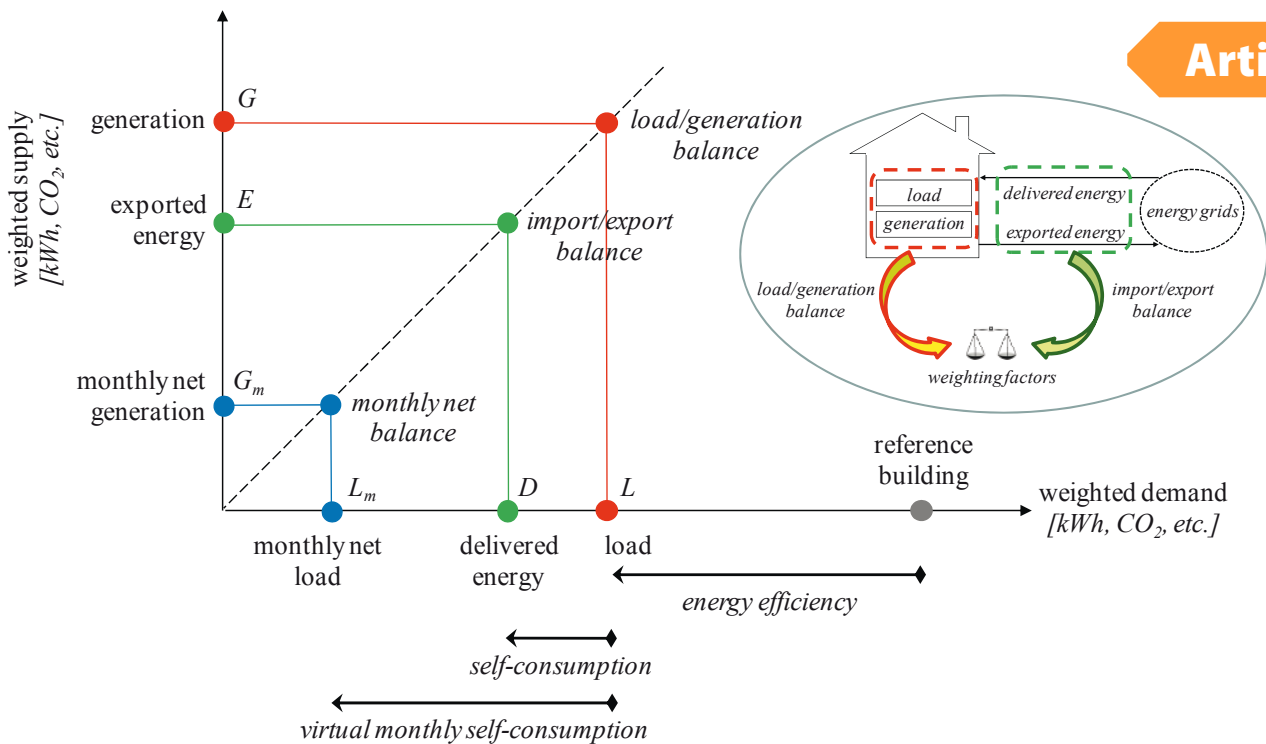 Arti
weighted supply
[kWh, CO2, etc.]
generation
G
load/generation
balance
exported
energy
E
import/export
balance
monthly net
generation
Gm
monthly net
balance
Lm
D
L
reference
building
weighted demand
[kWh, CO2, etc.]
monthly net
load
delivered
energy
load
energy efficiency
self-consumption
virtual monthly self-consumption
load
generation
delivered energy
exported energy
energy grids
load/generation
balance
import/export
balance
weighting factors